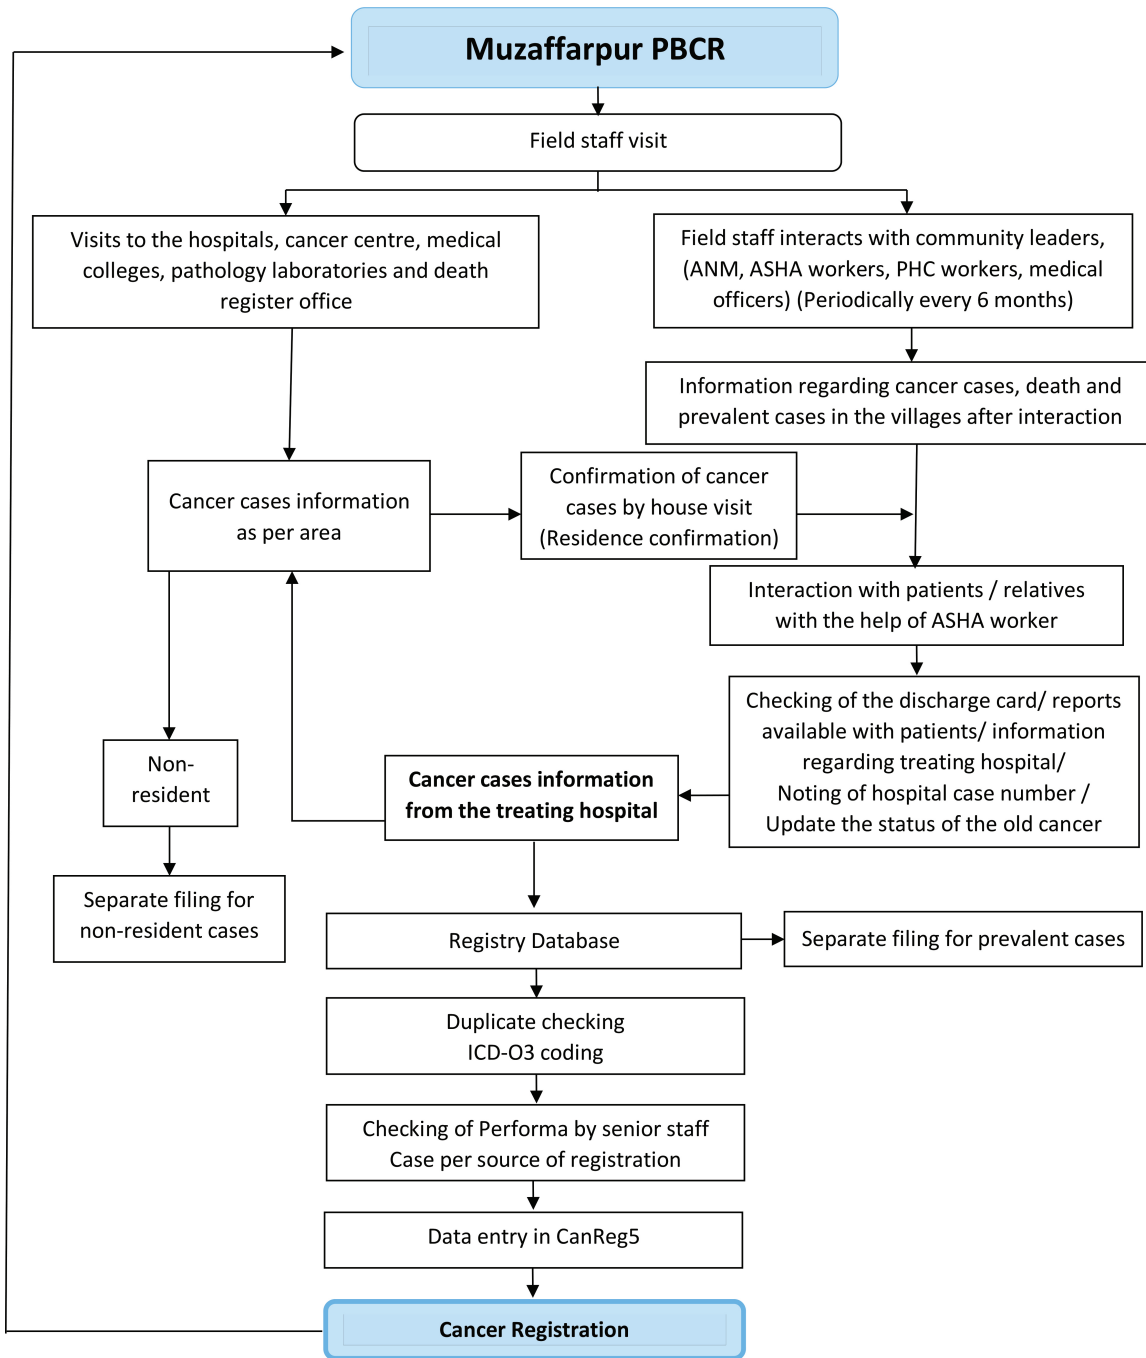 Muzaffarpur PBCR
Field staff visit
Visits to the hospitals, cancer centre, medical
colleges, pathology laboratories and death
register office
Field staff interacts with community leaders,
(ANM, ASHA workers, PHC workers, medical
officers) (Periodically every 6 months)
Information regarding cancer cases, death and
prevalent cases in the villages after interaction
Cancer cases information
as per area
Confirmation of cancer
cases by house visit
(Residence confirmation)
Interaction with patients / relatives
with the help of ASHA worker
Checking of the discharge card/ reports
available with patients/ information
regarding treating hospital/
Noting of hospital case number /
Update the status of the old cancer
Non-
resident
Cancer cases information
from the treating hospital
Separate filing for
non-resident cases
Registry Database
Separate filing for prevalent cases
Duplicate checking
ICD-O3 coding
Checking of Performa by senior staff
Case per source of registration
Data entry in CanReg5
Cancer Registration